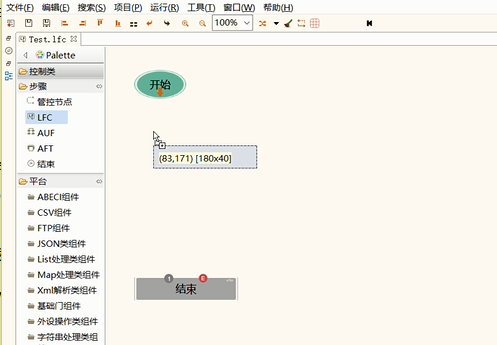 文件(F) 编辑(E) 搜索(S) 项目(P) 运行(R) 工具(T) 窗口(W) 帮助(H)
100%
Test.lfc
Palette
控制类
步骤
管控节点
LFC
AUF
AFT
结束
平台
ABECI组件
CSV组件
FTP组件
JSON类组件
List处理类组件
Map处理类组件
Xml解析类组件
基础门组件
外设操作类组件
字符串处理类组
开始
(83,171) [180x40]
1 E
结束